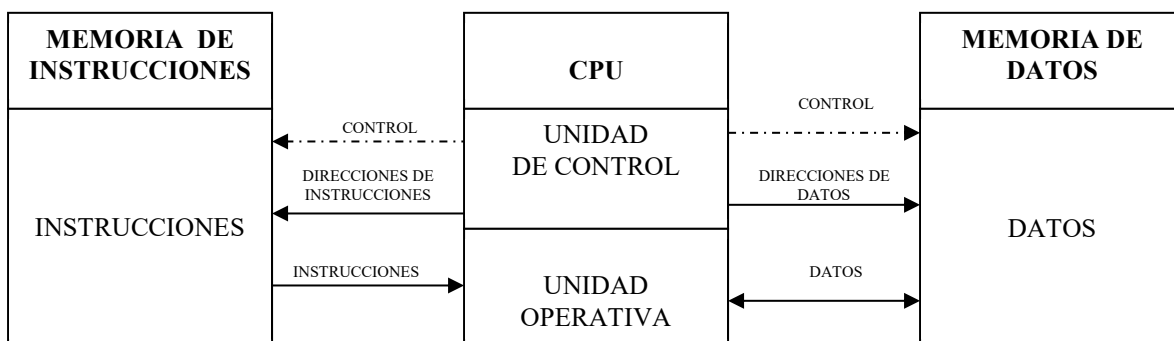 MEMORIA DE
INSTRUCCIONES
CPU
MEMORIA DE
DATOS
CONTROL
UNIDAD
DE CONTROL
CONTROL
DIRECCIONES DE
INSTRUCCIONES
DIRECCIONES DE
DATOS
INSTRUCCIONES
DATOS
INSTRUCCIONES
UNIDAD
OPERATIVA
DATOS